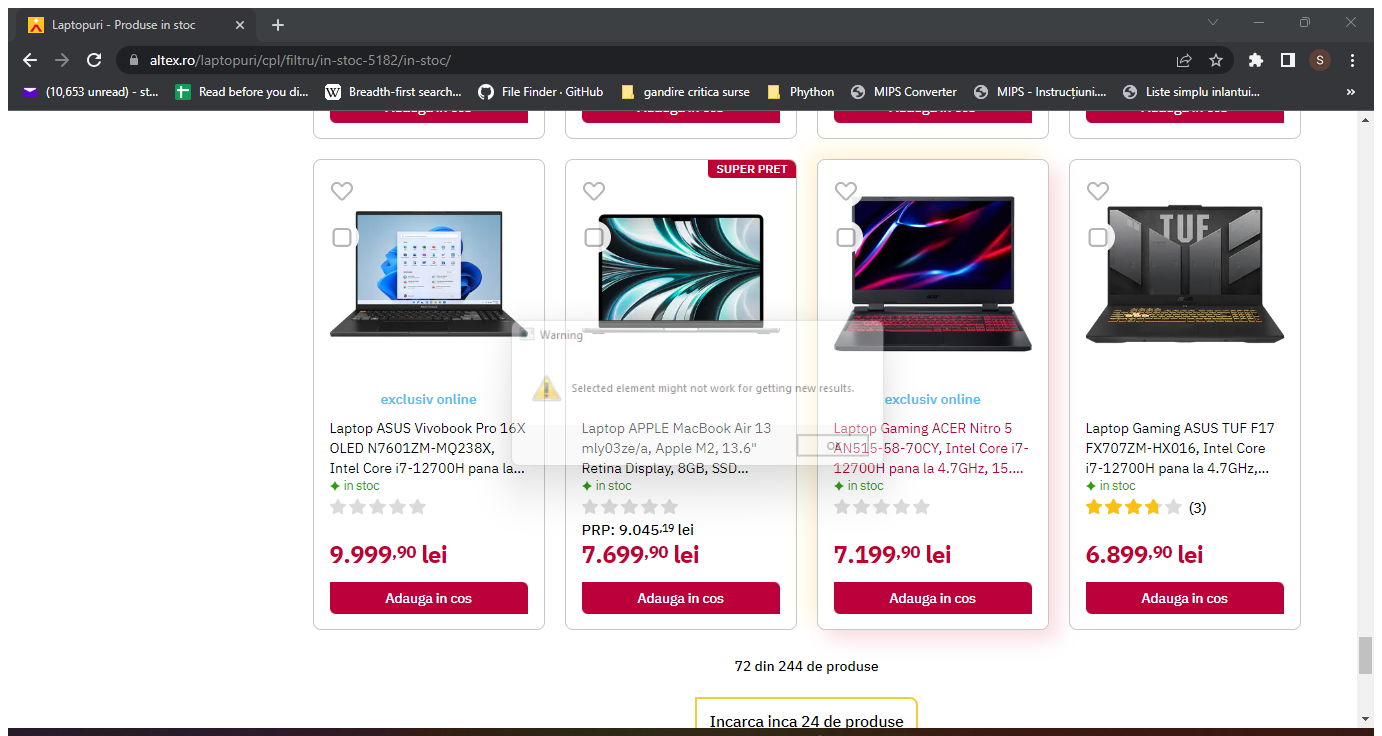 Laptopuri - Produse in stoc
altex.ro/laptopuri/cpl/filtru/in-stoc-5182/in-stoc/
S
(10,653 unread) - st...
Read before you di...
W
Breadth-first search...
File Finder · GitHub
gandire critica surse
Phython
MIPS Converter
MIPS - Instrucțiuni....
Liste simplu inlantui...
»
SUPER PRET
TUF
Warning
Selected element might not work for getting new results.
OK
exclusiv online
Laptop ASUS Vivobook Pro 16X
OLED N7601ZM-MQ238X,
Intel Core i7-12700H pana la...
in stoc
9.999,90 lei
Adauga in cos
Laptop APPLE MacBook Air 13
mly03ze/a, Apple M2, 13.6"
Retina Display, 8GB, SSD...
in stoc
PRP: 9.045,19 lei
7.699,90 lei
Adauga in cos
exclusiv online
Laptop Gaming ACER Nitro 5
AN515-58-70CY, Intel Core i7-
12700H pana la 4.7GHz, 15....
in stoc
7.199,90 lei
Adauga in cos
Laptop Gaming ASUS TUF F17
FX707ZM-HX016, Intel Core
i7-12700H pana la 4.7GHz,...
in stoc
(3)
6.899,90 lei
Adauga in cos
72 din 244 de produse
Incarca inca 24 de produse